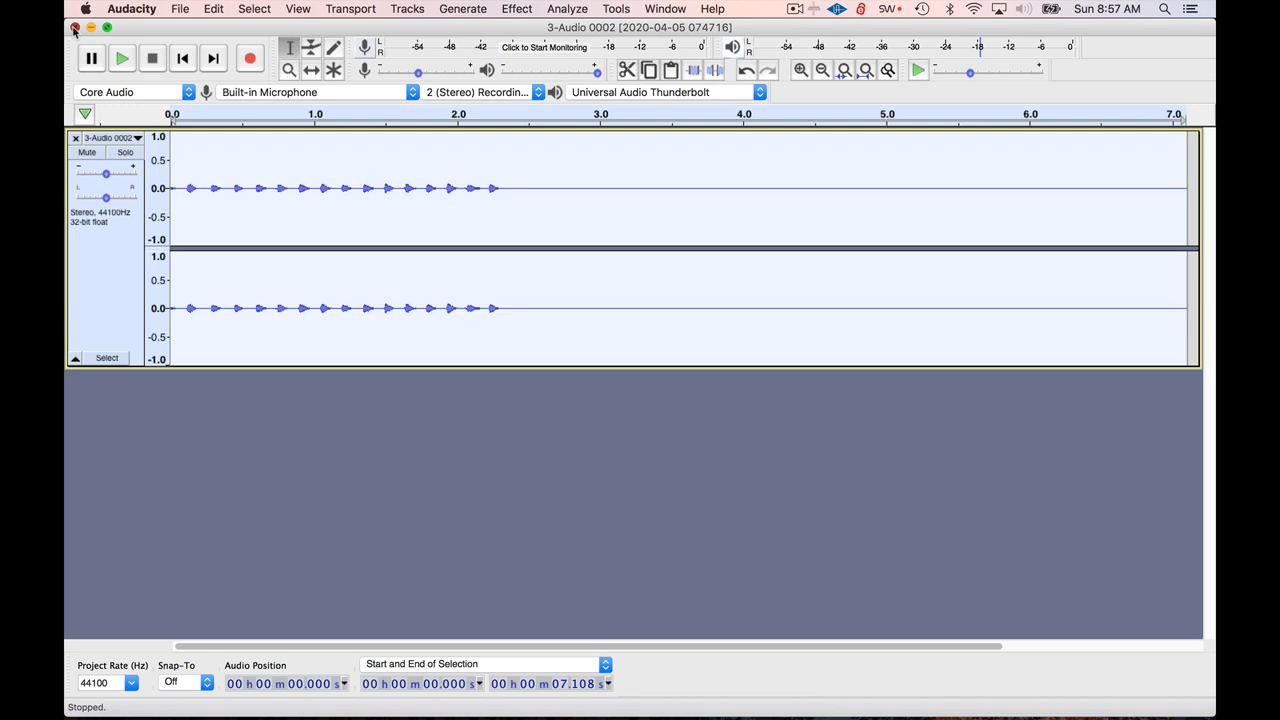 Audacity File Edit Select View Transport Tracks Generate Effect Analyze Tools Window Help SW Sun 8:57 AM
3-Audio 0002 [2020-04-05 074716]
L R -54 -48 -42 Click to Start Monitoring -18 -12 -6 0 L R -54 -48 -42 -36 -30 -24 -18 -12 -6 0
- + - + - +
Core Audio Built-in Microphone 2 (Stereo) Recordin... Universal Audio Thunderbolt
0.0 1.0 2.0 3.0 4.0 5.0 6.0 7.0
3-Audio 0002 1.0
Mute Solo
0.5
- +
L R 0.0
Stereo, 44100Hz -0.5
32-bit float
-1.0
1.0
0.5
0.0
-0.5
Select -1.0
Project Rate (Hz) Snap-To Audio Position Start and End of Selection
44100 Off 00 h 00 m 00.000 s 00 h 00 m 00.000 s 00 h 00 m 07.108 s
Stopped.